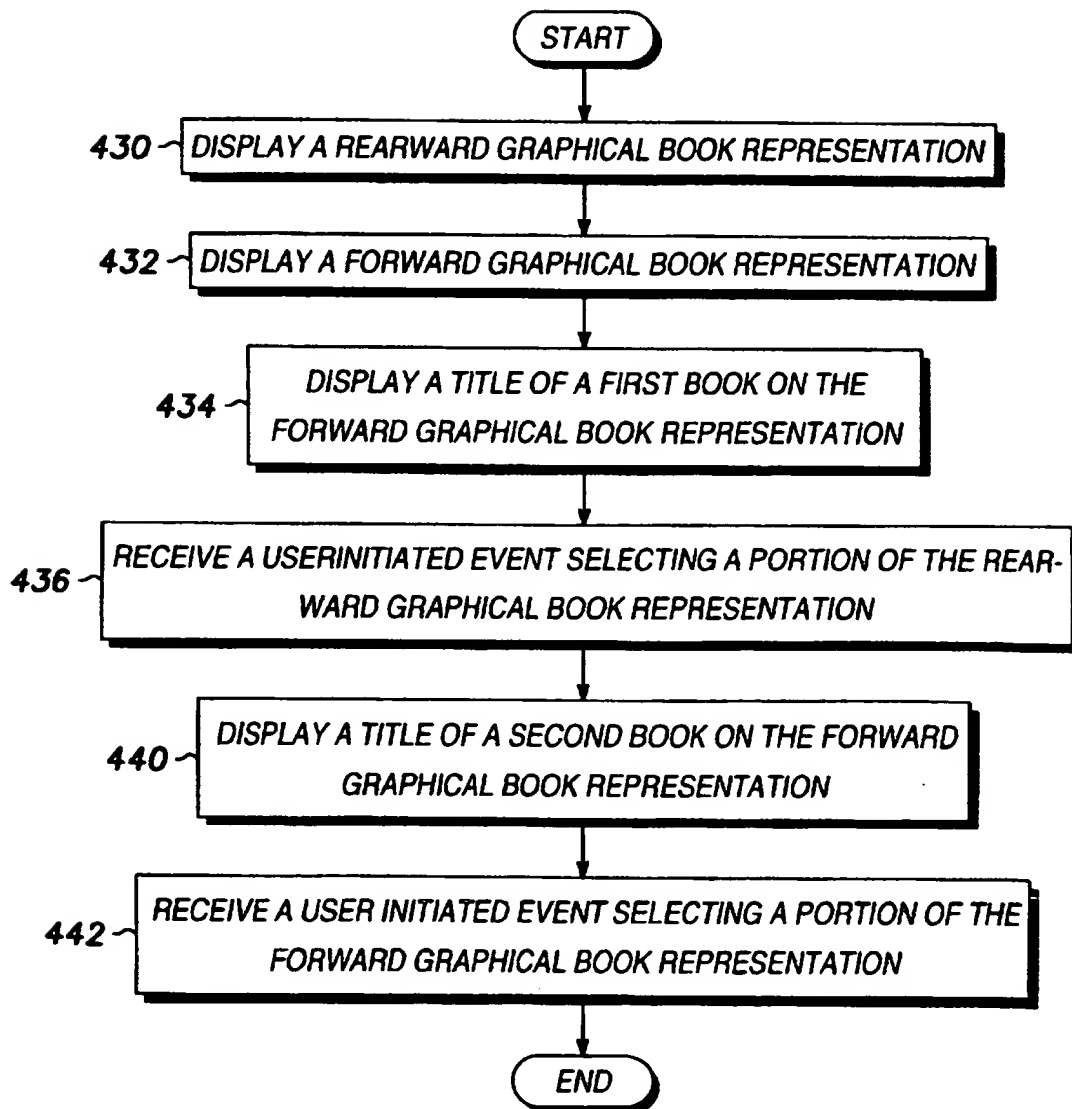 START
430 DISPLAY A REARWARD GRAPHICAL BOOK REPRESENTATION
432 DISPLAY A FORWARD GRAPHICAL BOOK REPRESENTATION
434 DISPLAY A TITLE OF A FIRST BOOK ON THE
FORWARD GRAPHICAL BOOK REPRESENTATION
436 RECEIVE A USERINITIATED EVENT SELECTING A PORTION OF THE REAR-
WARD GRAPHICAL BOOK REPRESENTATION
440 DISPLAY A TITLE OF A SECOND BOOK ON THE FORWARD
GRAPHICAL BOOK REPRESENTATION
442 RECEIVE A USER INITIATED EVENT SELECTING A PORTION OF THE
FORWARD GRAPHICAL BOOK REPRESENTATION
END